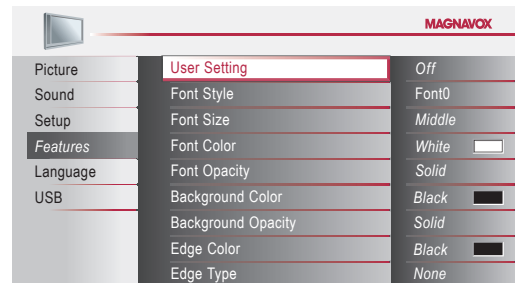 MAGNAVOX
Picture
Sound
Setup
Features
Language
USB
User Setting Off
Font Style Font0
Font Size Middle
Font Color White
Font Opacity Solid
Background Color Black
Background Opacity Solid
Edge Color Black
Edge Type None